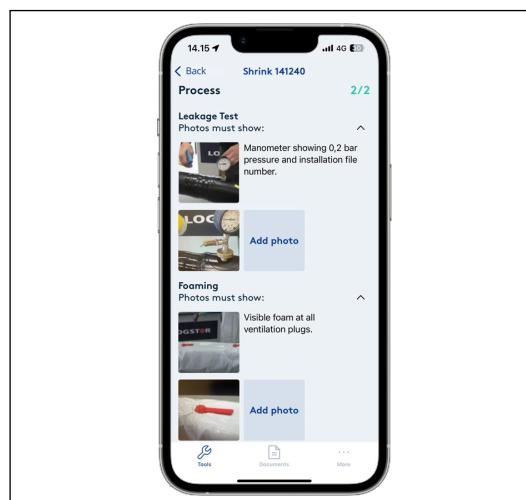 14.15
4G
Back
Shrink 141240
Process
2/2
Leakage Test
Photos must show:
Manometer showing 0,2 bar
pressure and installation file
number.
Add photo
Foaming
Photos must show:
Visible foam at all
ventilation plugs.
Add photo
Tools
Documents
More